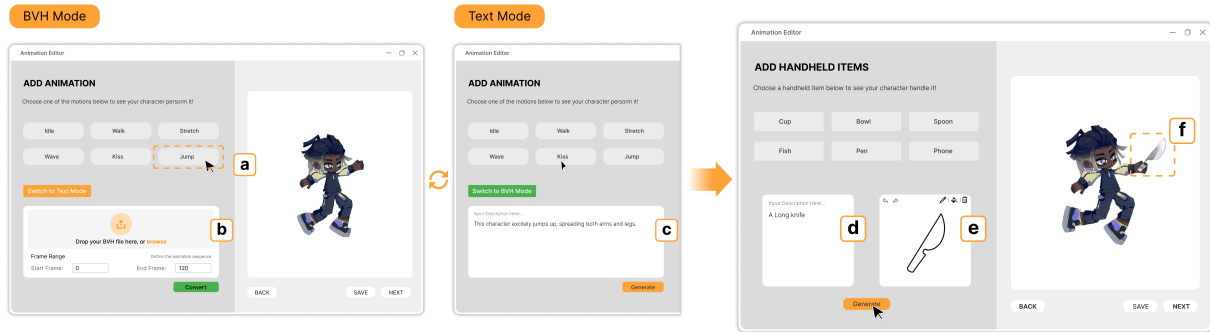 BVH Mode
Text Mode
Animation Editor
ADD ANIMATION
Choose one of the motions below to see your character persorm it!
Idle Walk Stretch
Wave Kiss Jump
a
Switch to Text Mode
Drop your BVH file here, or browse
b
Frame Range Define the animation sequence
Start Frame: 0 End Frame: 120
Convert
BACK SAVE NEXT
Animation Editor
ADD ANIMATION
Choose one of the motions below to see your character persorm it!
Idle Walk Stretch
Wave Kiss Jump
Switch to BVH Mode
Input Description Here...
This character excitely jumps up, spreading both arms and legs.
c
Generate
Animation Editor
ADD HANDHELD ITEMS
Choose a handheld item below to see your character handle it!
Cup Bowl Spoon
Fish Pen Phone
Input Description Here...
A Long knife
d
e
Generate
f
BACK SAVE NEXT